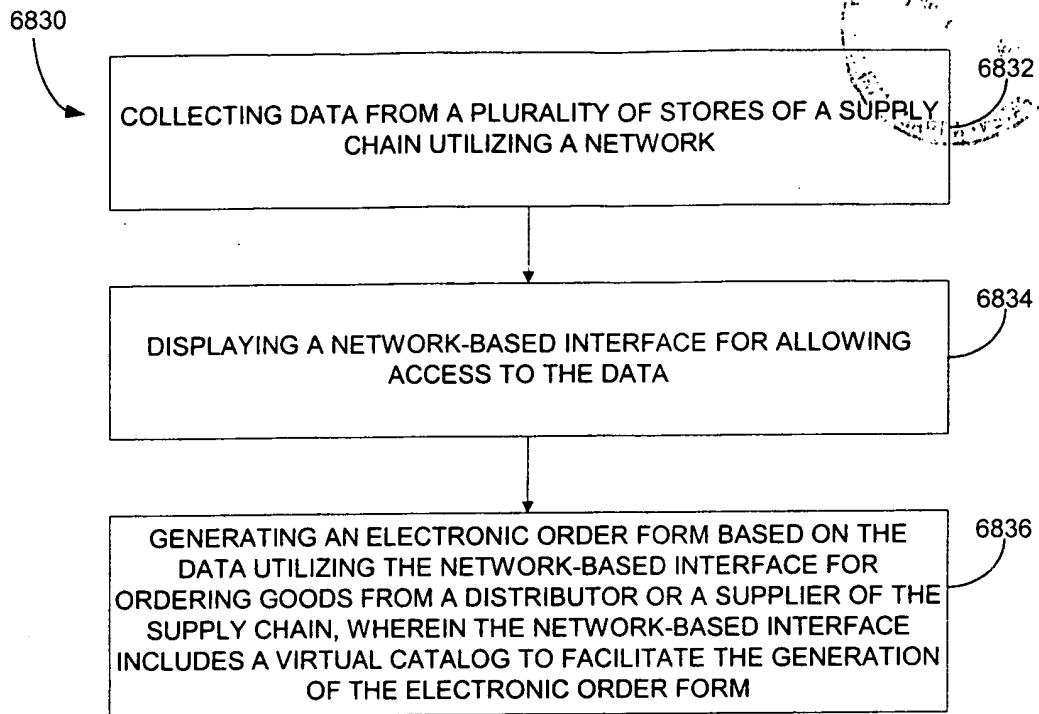 6830
6832
COLLECTING DATA FROM A PLURALITY OF STORES OF A SUPPLY
CHAIN UTILIZING A NETWORK
6834
DISPLAYING A NETWORK-BASED INTERFACE FOR ALLOWING
ACCESS TO THE DATA
6836
GENERATING AN ELECTRONIC ORDER FORM BASED ON THE
DATA UTILIZING THE NETWORK-BASED INTERFACE FOR
ORDERING GOODS FROM A DISTRIBUTOR OR A SUPPLIER OF THE
SUPPLY CHAIN, WHEREIN THE NETWORK-BASED INTERFACE
INCLUDES A VIRTUAL CATALOG TO FACILITATE THE GENERATION
OF THE ELECTRONIC ORDER FORM